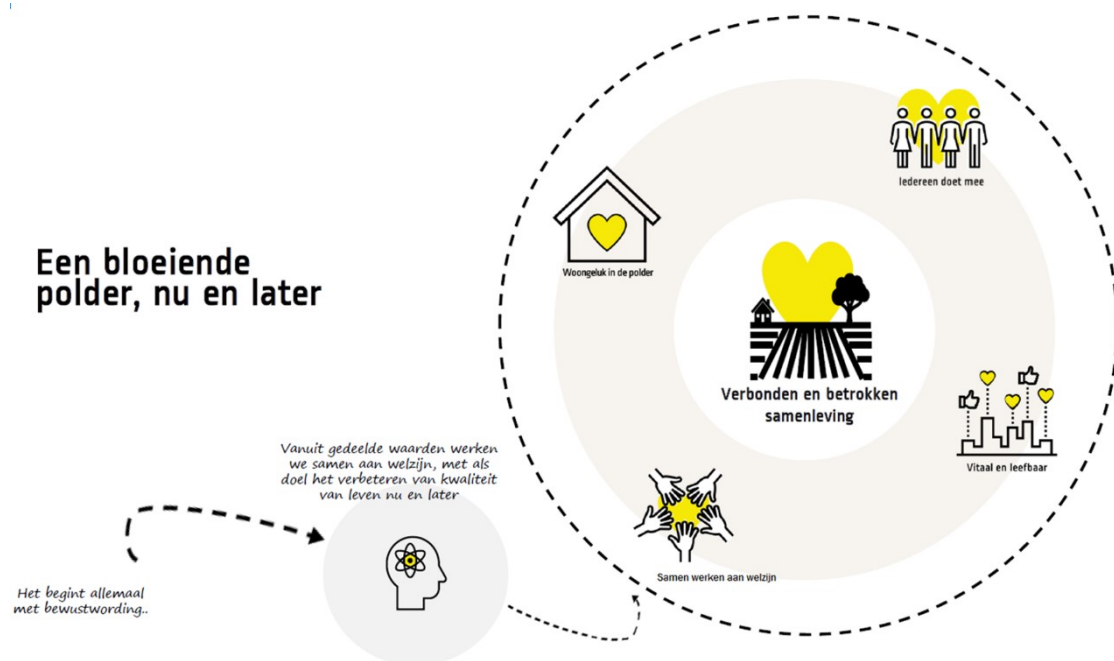 Een bloeiende
polder, nu en later
Iedereen doet mee
Woongeluk in de polder
Verbonden en betrokken
samenleving
Vitaal en leefbaar
Samen werken aan welzijn
Vanuit gedeelde waarden werken
we samen aan welzijn, met als
doel het verbeteren van kwaliteit
van leven nu en later
Het begint allemaal
met bewustwording..